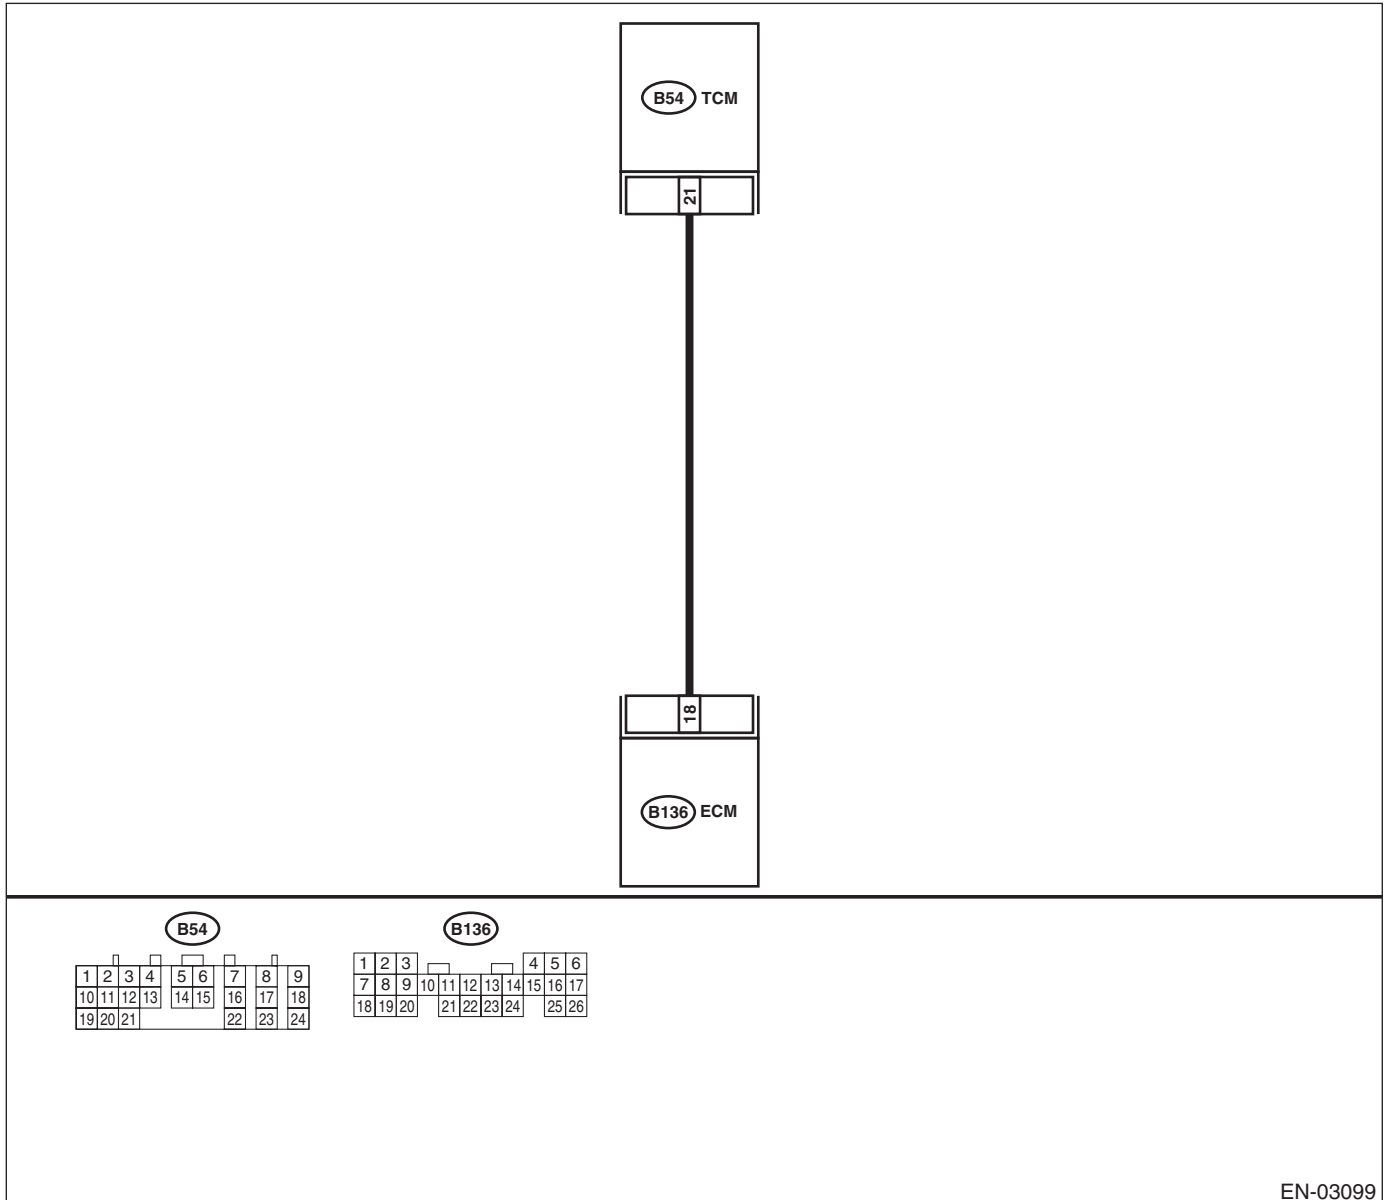 B54 TCM
21
18
B136 ECM
B54
1 2 3 4 5 6 7 8 9
10 11 12 13 14 15 16 17 18
19 20 21 22 23 24
B136
1 2 3 4 5 6
7 8 9 10 11 12 13 14 15 16 17
18 19 20 21 22 23 24 25 26
EN-03099